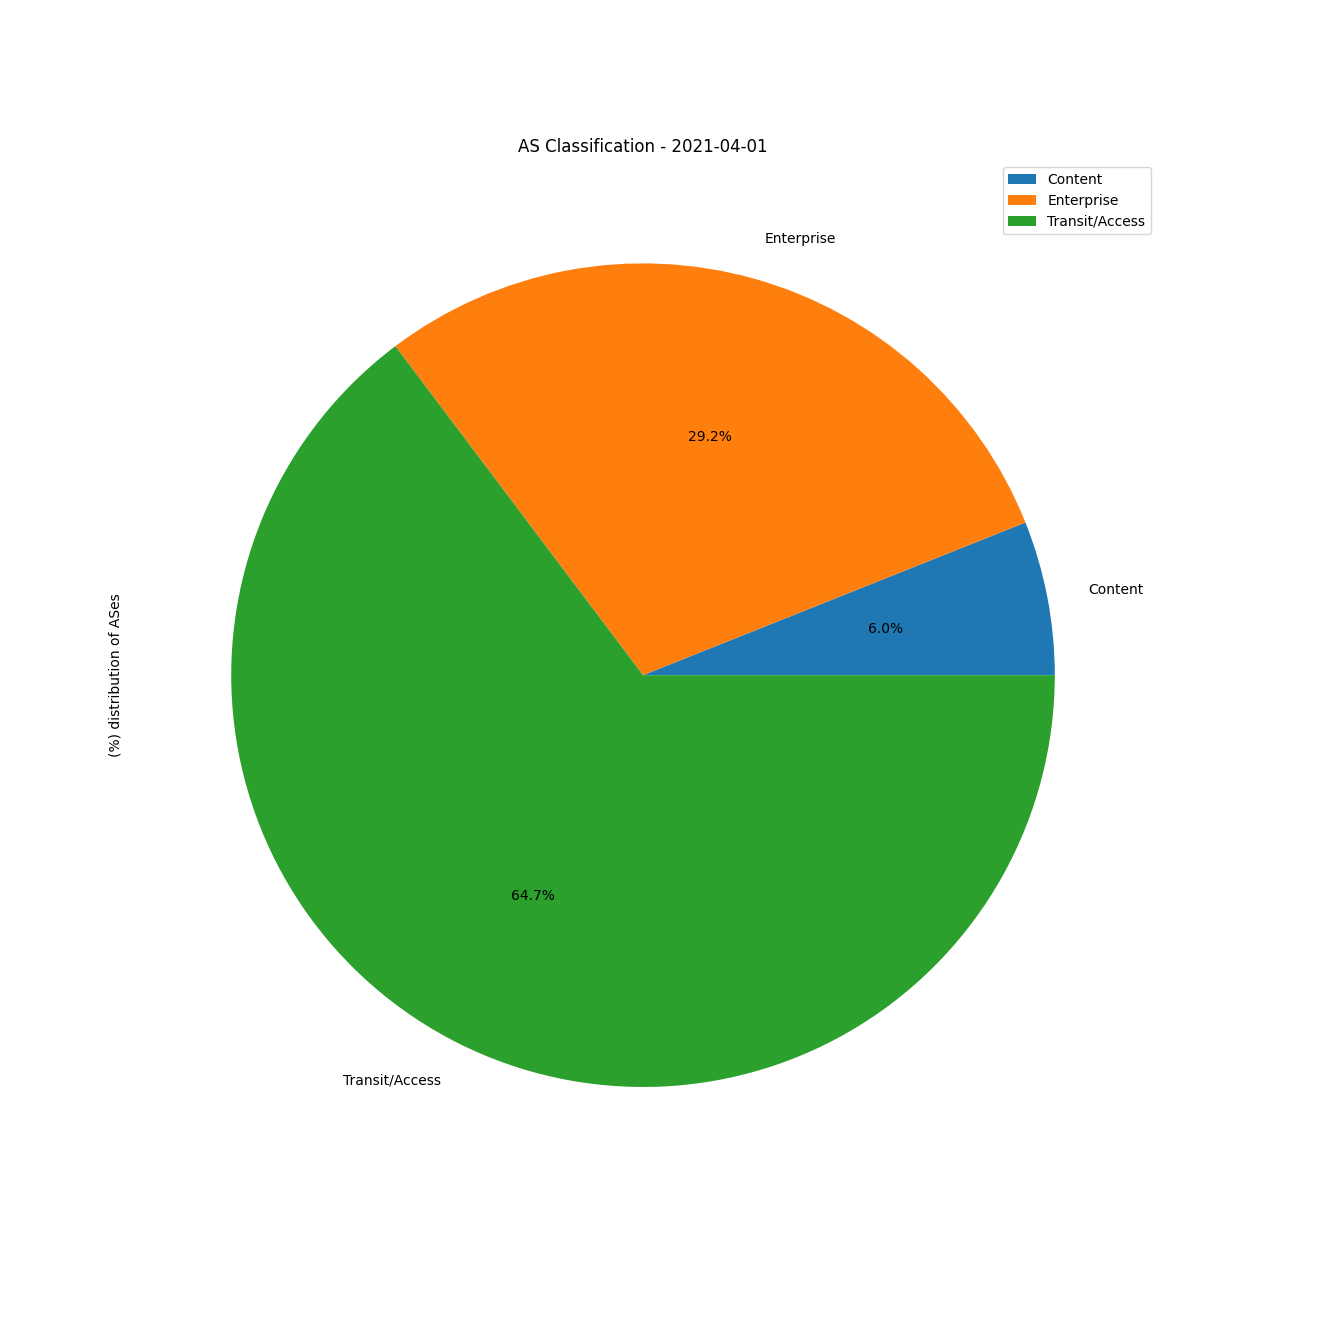 AS Classification - 2021-04-01
Content
Enterprise
Transit/Access
Enterprise
29.2%
Content
6.0%
(%) distribution of ASes
64.7%
Transit/Access